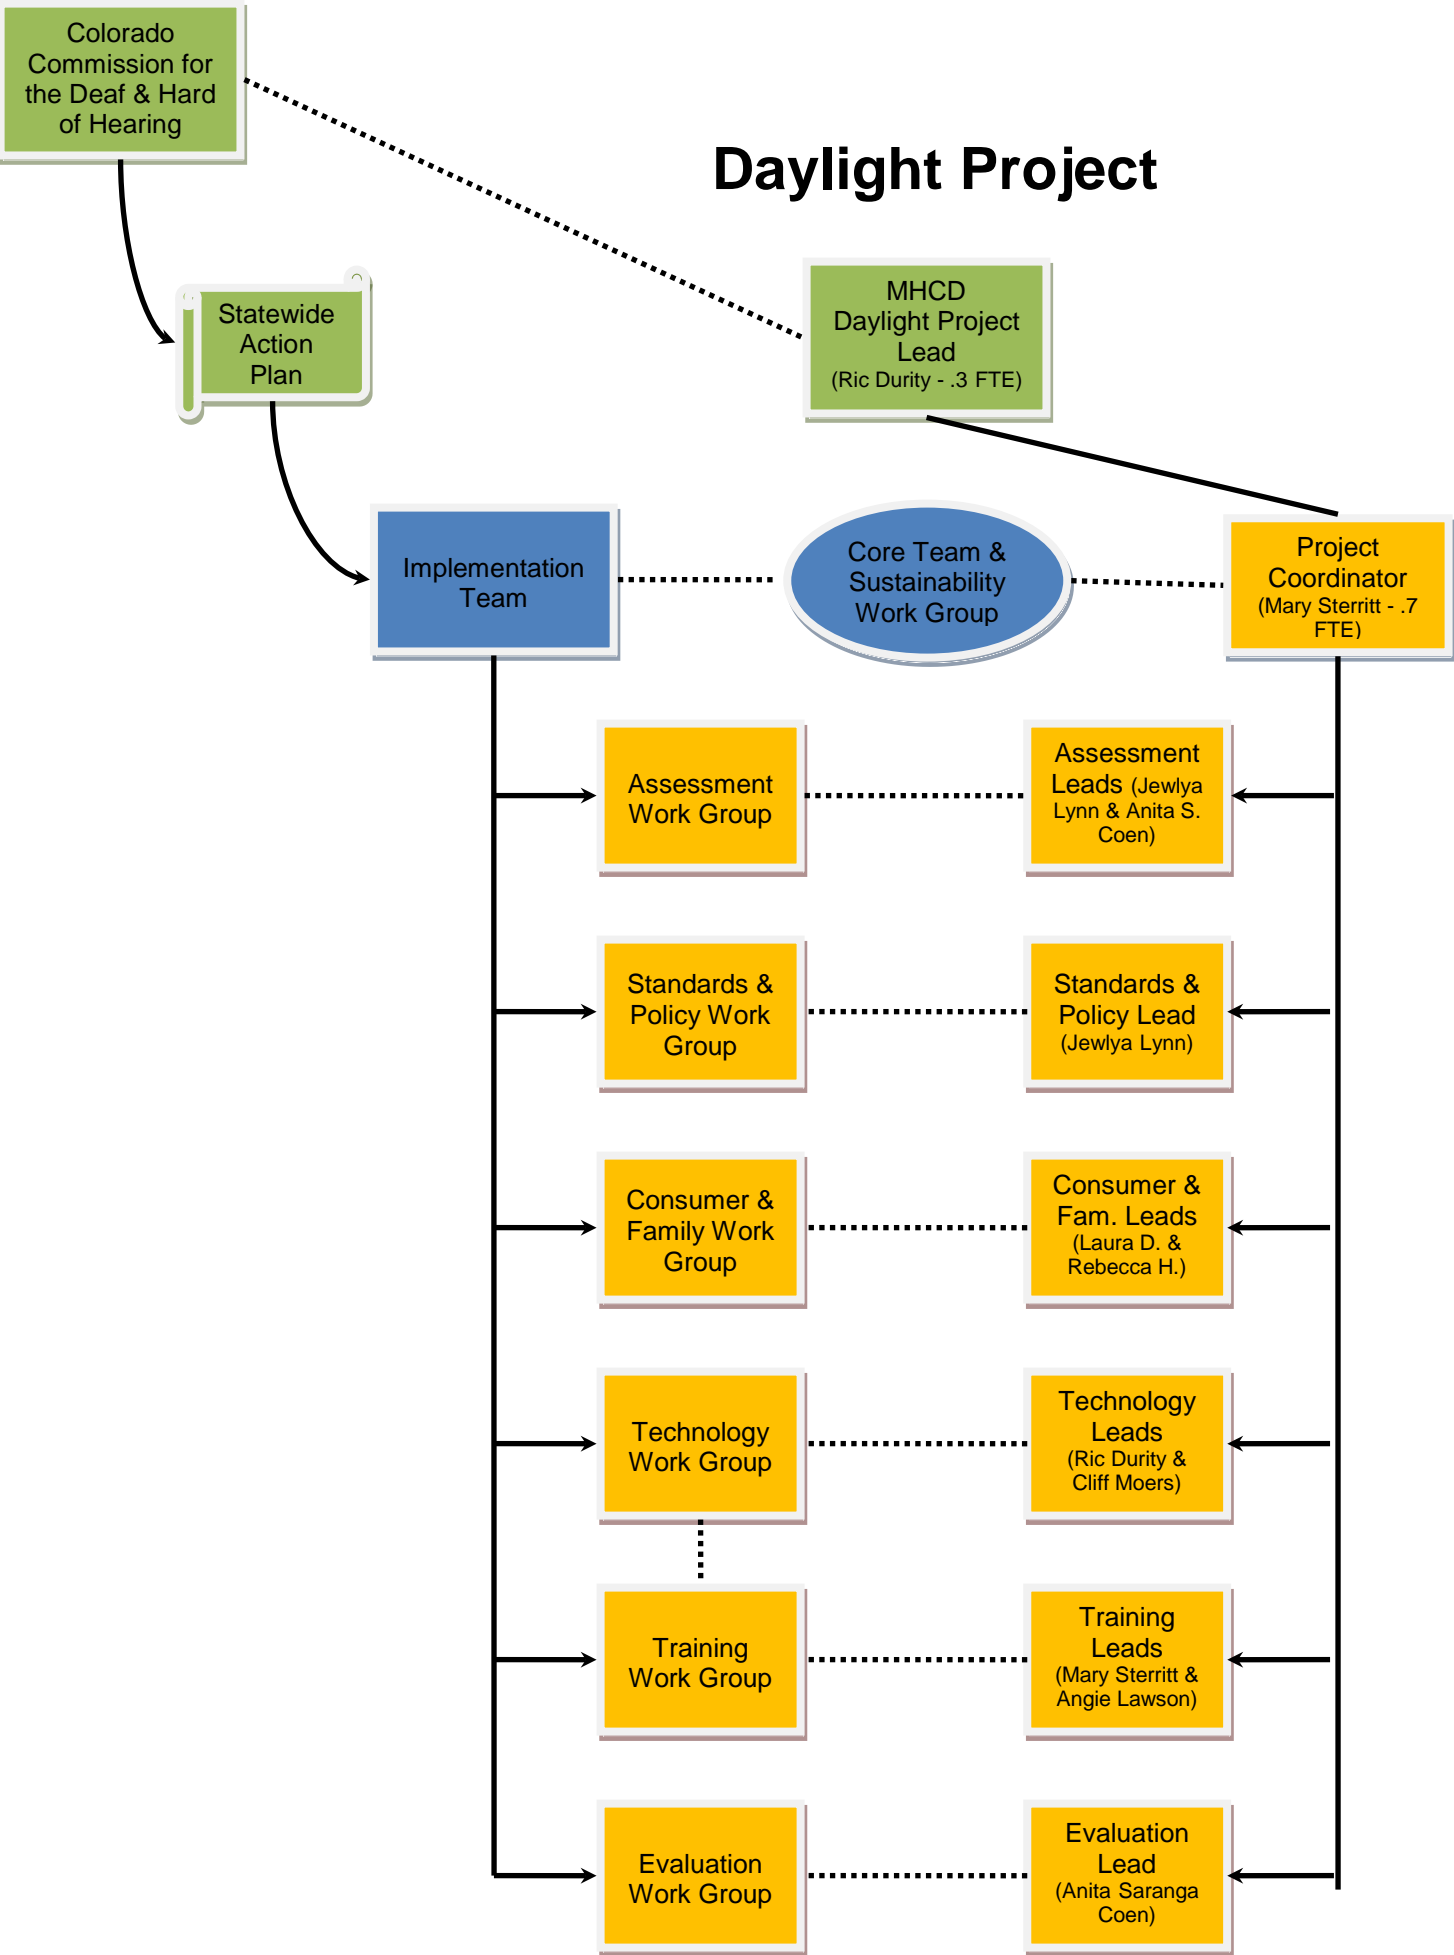 Colorado
Commission for
the Deaf & Hard
of Hearing
Daylight Project
Statewide
Action
Plan
MHCD
Daylight Project
Lead
(Ric Durity - .3 FTE)
Implementation
Team
Core Team &
Sustainability
Work Group
Project
Coordinator
(Mary Sterritt - .7
FTE)
Assessment
Work Group
Assessment
Leads (Jewlya
Lynn & Anita S.
Coen)
Standards &
Policy Work
Group
Standards &
Policy Lead
(Jewlya Lynn)
Consumer &
Family Work
Group
Consumer &
Fam. Leads
(Laura D. &
Rebecca H.)
Technology
Work Group
Technology
Leads
(Ric Durity &
Cliff Moers)
Training
Work Group
Training
Leads
(Mary Sterritt &
Angie Lawson)
Evaluation
Work Group
Evaluation
Lead
(Anita Saranga
Coen)